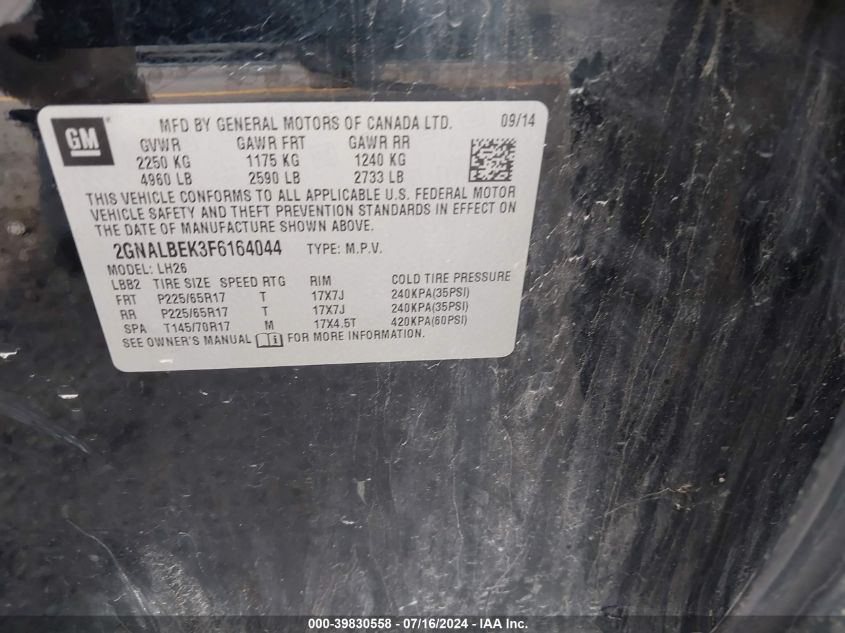 GM ® MFD BY GENERAL MOTORS OF CANADA LTD. 09/14
GVWR GAWR FRT GAWR RR
2250 KG 1175 KG 1240 KG
4960 LB 2590 LB 2733 LB
THIS VEHICLE CONFORMS TO ALL APPLICABLE U.S. FEDERAL MOTOR
VEHICLE SAFETY AND THEFT PREVENTION STANDARDS IN EFFECT ON
THE DATE OF MANUFACTURE SHOWN ABOVE.
2GNALBEK3F6164044 TYPE: M.P.V.
MODEL: LH26
LBB2 TIRE SIZE SPEED RTG RIM COLD TIRE PRESSURE
FRT P225/65R17 T 17X7J 240KPA(35PSI)
RR P225/65R17 T 17X7J 240KPA(35PSI)
SPA T145/70R17 M 17X4.5T 420KPA(60PSI)
SEE OWNER'S MANUAL i FOR MORE INFORMATION.
000-39830558 - 07/16/2024 - IAA Inc.